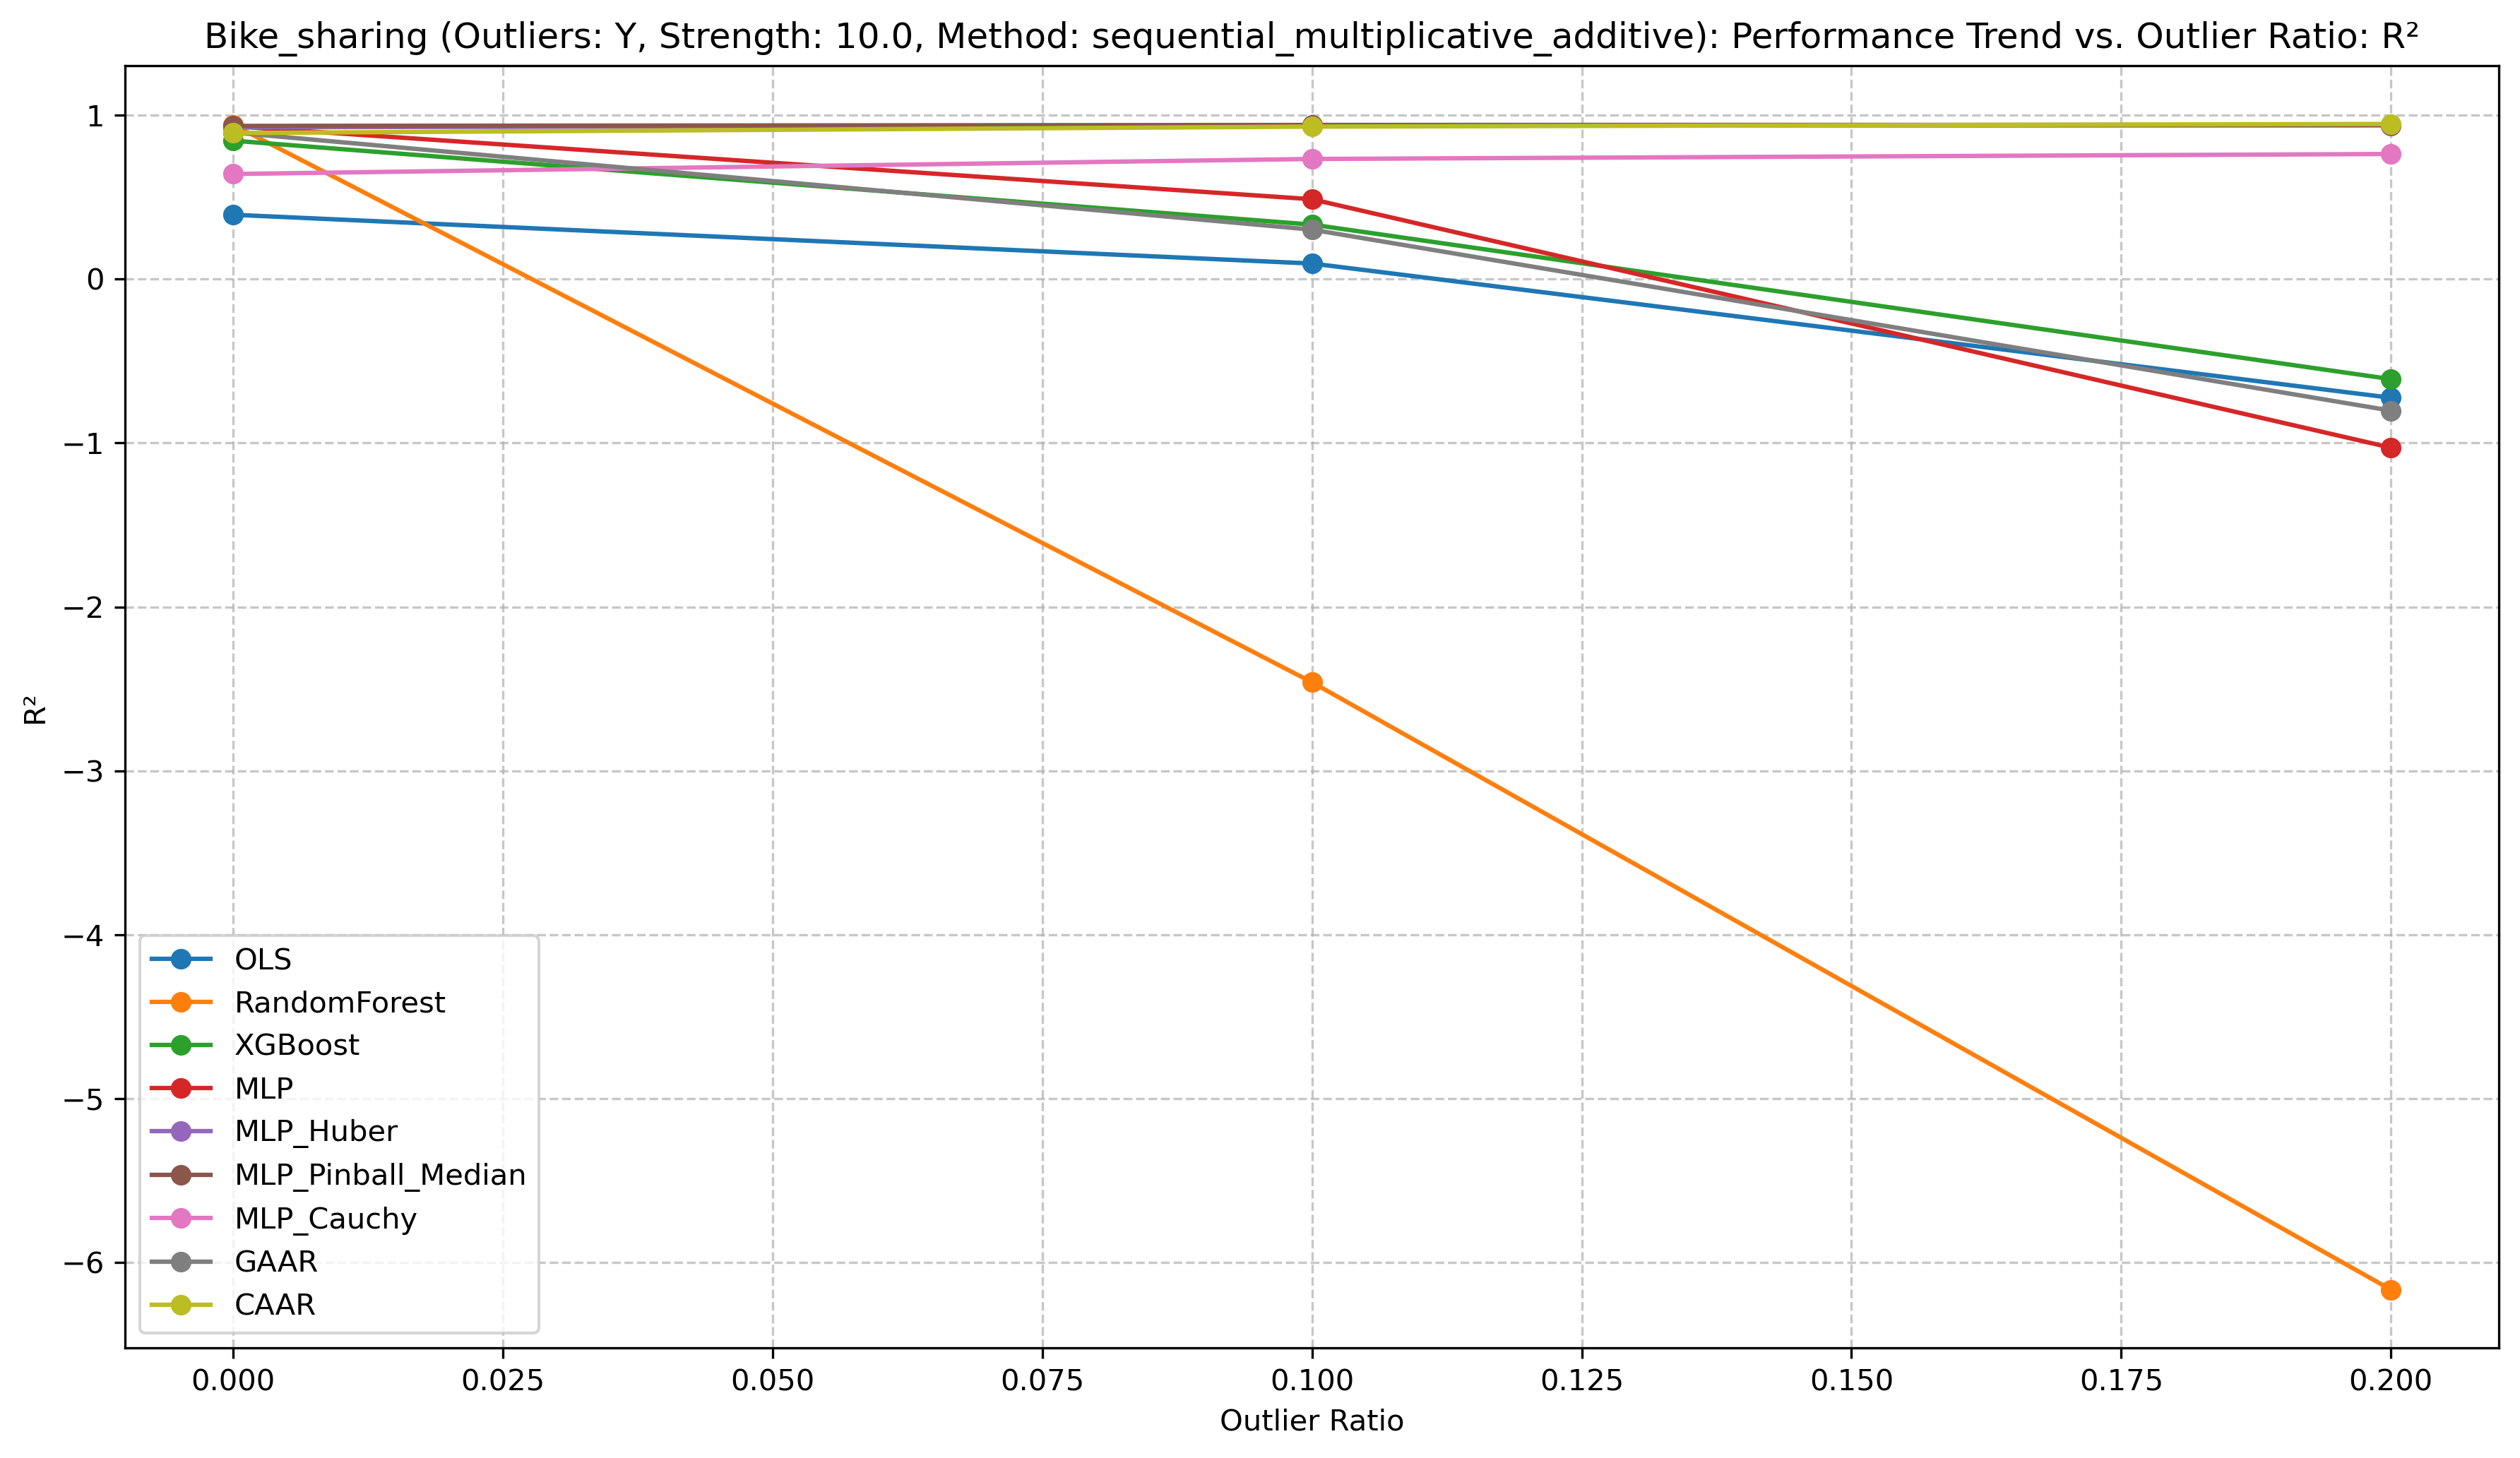 Bike_sharing (Outliers: Y, Strength: 10.0, Method: sequential_multiplicative_additive): Performance Trend vs. Outlier Ratio: R²
1
0
−1
−2
−3
−4
−5
−6
R²
OLS
RandomForest
XGBoost
MLP
MLP_Huber
MLP_Pinball_Median
MLP_Cauchy
GAAR
CAAR
0.000 0.025 0.050 0.075 0.100 0.125 0.150 0.175 0.200
Outlier Ratio